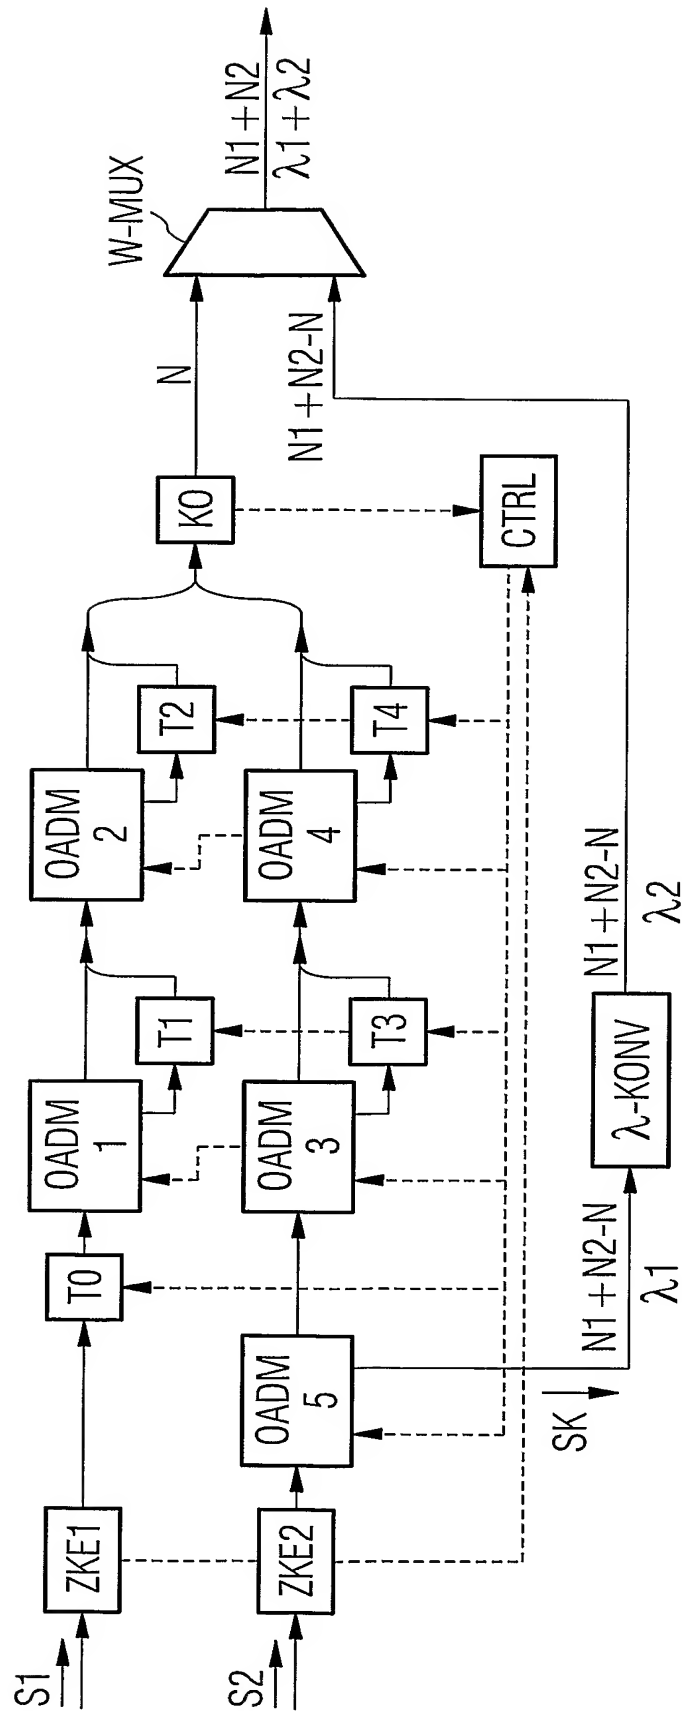 S1
ZKE1
T0
OADM
1
T1
OADM
2
T2
S2
ZKE2
OADM
5
OADM
3
T3
OADM
4
T4
KO
N
W-MUX
N1+N2
λ1+λ2
N1+N2-N
CTRL
SK
N1+N2-N
λ1
λ-KONV
N1+N2-N
λ2